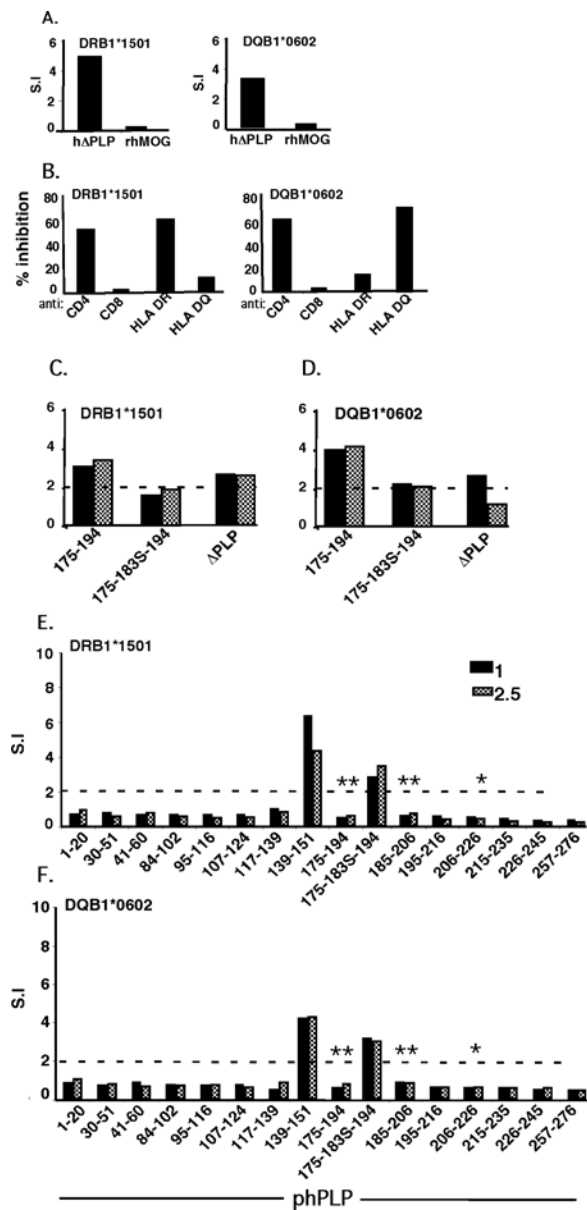 A.
DRB1*1501
DQB1*0602
S.I
6
4
2
0
hΔPLP rhMOG
S.I
6
4
2
0
hΔPLP rhMOG
B.
% inhibition
DRB1*1501
80
60
40
20
0
anti: CD4 CD8 HLA DR HLA DQ
DQB1*0602
80
60
40
20
0
CD4 CD8 HLA DR HLA DQ
C.
DRB1*1501
6
4
2
0
175-194 175-183S-194 ΔPLP
D.
DQB1*0602
6
4
2
0
175-194 175-183S-194 ΔPLP
E.
DRB1*1501
1
2.5
S.I
10
8
6
4
2
0
** ** *
1-20 30-51 41-60 84-102 95-116 107-124 117-139 139-151 175-194 175-183S-194 185-206 195-216 206-226 215-235 226-245 257-276
F.
DQB1*0602
S.I
10
8
6
4
2
0
** ** *
1-20 30-51 41-60 84-102 95-116 107-124 117-139 139-151 175-194 175-183S-194 185-206 195-216 206-226 215-235 226-245 257-276
phPLP